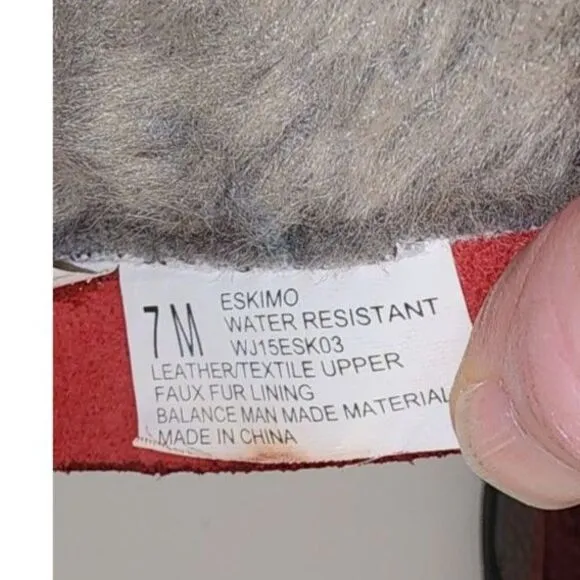 7M
ESKIMO
WATER RESISTANT
WJ15ESK03
LEATHER/TEXTILE UPPER
FAUX FUR LINING
BALANCE MAN MADE MATERIAL
MADE IN CHINA